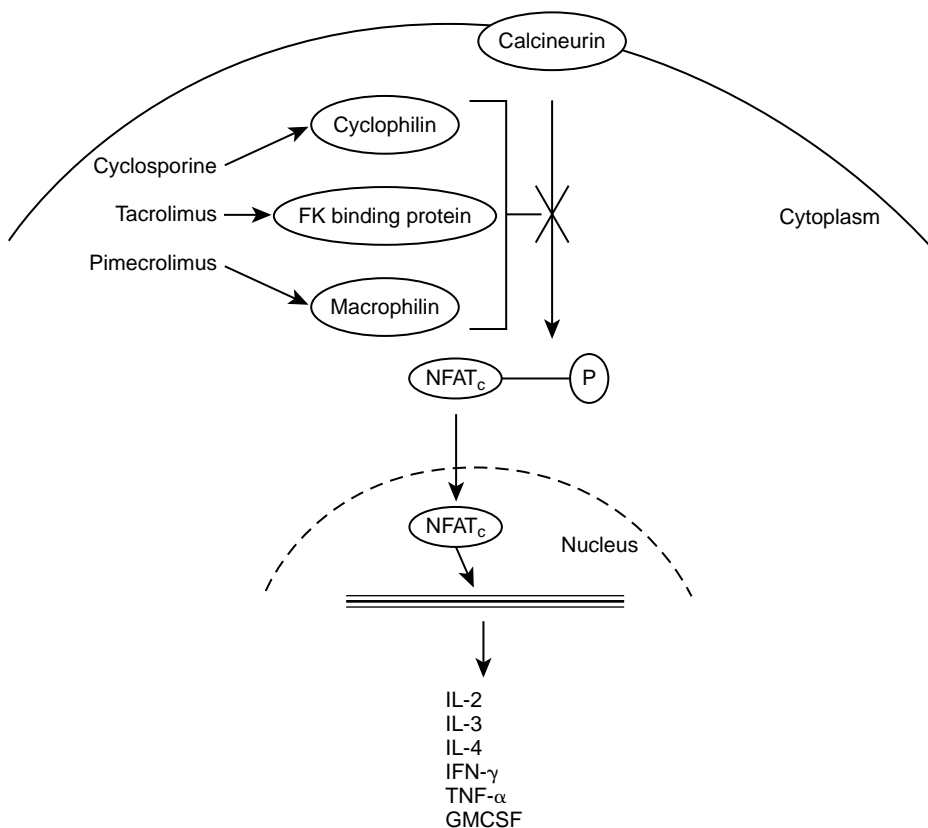 Calcineurin
Cyclophilin
Cyclosporine
Tacrolimus
FK binding protein
Cytoplasm
Pimecrolimus
Macrophilin
NFATc
P
NFATc
Nucleus
IL-2
IL-3
IL-4
IFN-γ
TNF-α
GMCSF